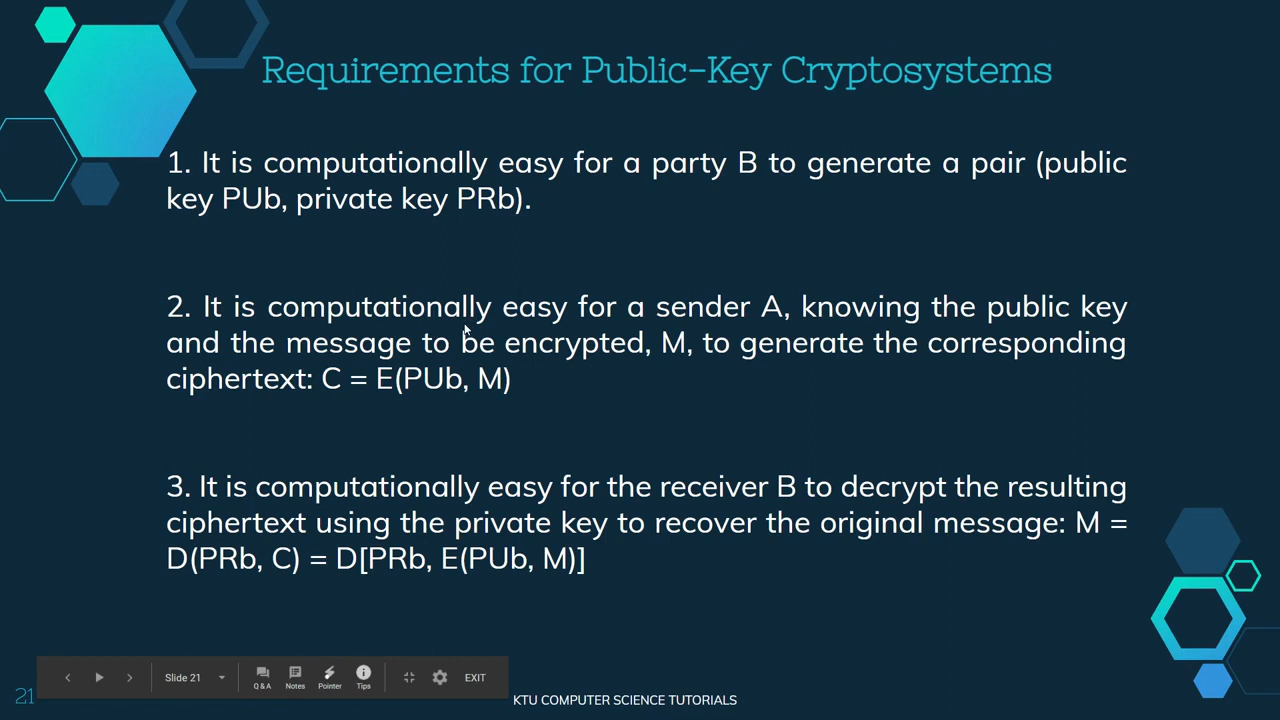 Requirements for Public-Key Cryptosystems
1. It is computationally easy for a party B to generate a pair (public
key PUb, private key PRb).
2. It is computationally easy for a sender A, knowing the public key
and the message to be encrypted, M, to generate the corresponding
ciphertext: C = E(PUb, M)
3. It is computationally easy for the receiver B to decrypt the resulting
ciphertext using the private key to recover the original message: M =
D(PRb, C) = D[PRb, E(PUb, M)]
Slide 21
Q & A
Notes
Pointer
Tips
EXIT
21
KTU COMPUTER SCIENCE TUTORIALS